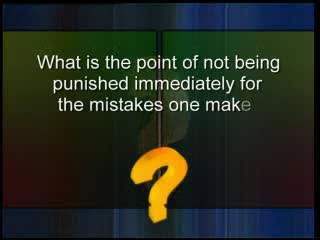 What is the point of not being
punished immediately for
the mistakes one make
?